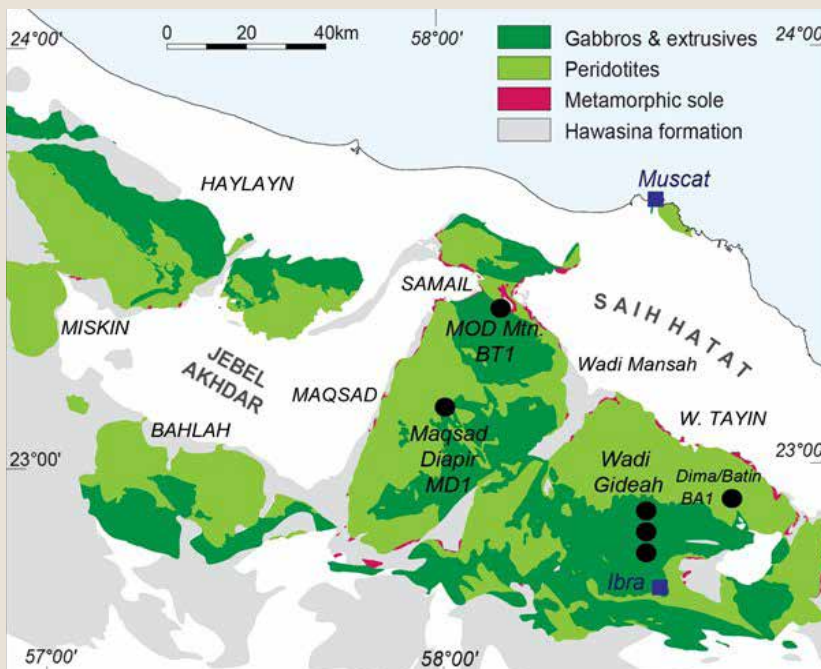 24°00'
0 20 40km
58°00'
24°00'
Gabbros & extrusives
Peridotites
Metamorphic sole
Hawasina formation
HAYLAYN
Muscat
SAMAIL
SAIH HATAT
MISKIN
MOD Mtn.
BT1
JEBEL
AKHDAR
Wadi Mansah
MAQSAD
BAHLAH
W. TAYIN
Maqsad
Diapir
MD1
23°00'
23°00'
Wadi
Gideah
Dima/Batin
BA1
Ibra
57°00'
58°00'